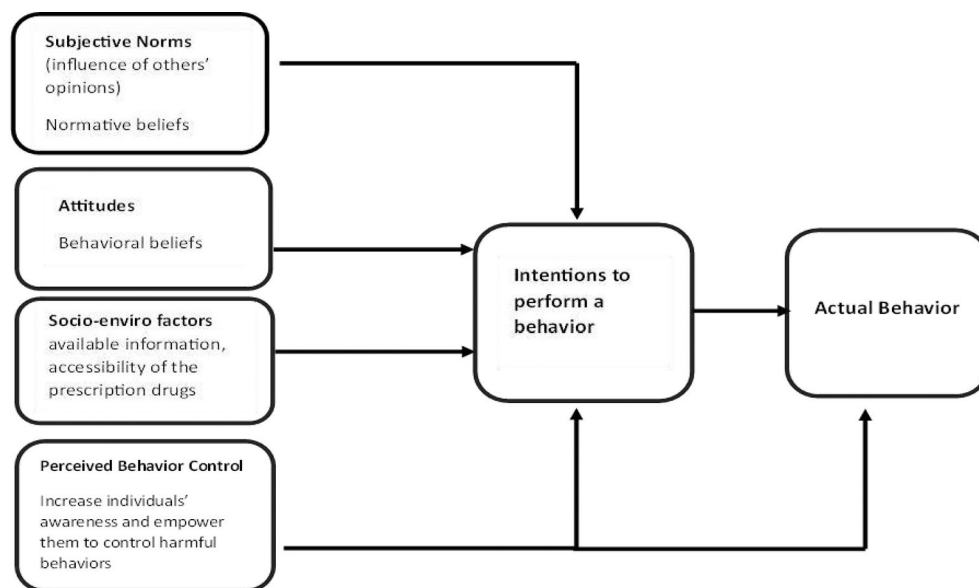 Subjective Norms
(influence of others’
opinions)
Normative beliefs
Attitudes
Behavioral beliefs
Socio-enviro factors
available information,
accessibility of the
prescription drugs
Perceived Behavior Control
Increase individuals’
awareness and empower
them to control harmful
behaviors
Intentions to
perform a
behavior
Actual Behavior